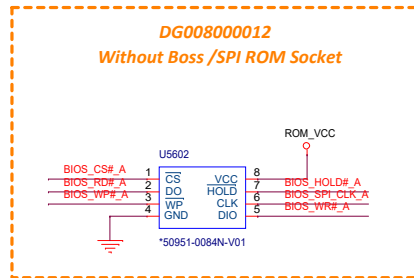 DG008000012
Without Boss /SPI ROM Socket
ROM_VCC
U5602
BIOS_CS#_A 1 CS VCC 8
BIOS_RD#_A 2 DO HOLD 7 BIOS_HOLD#_A
BIOS_WP#_A 3 WP CLK 6 BIOS_SPI_CLK_A
4 GND DIO 5 BIOS_WR#_A
*50951-0084N-V01